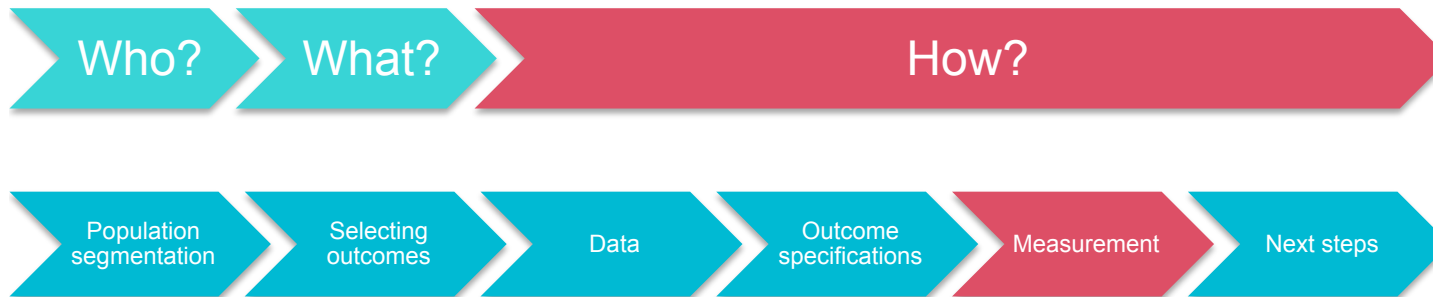 Who?
What?
How?
Population
segmentation
Selecting
outcomes
Data
Outcome
specifications
Measurement
Next steps